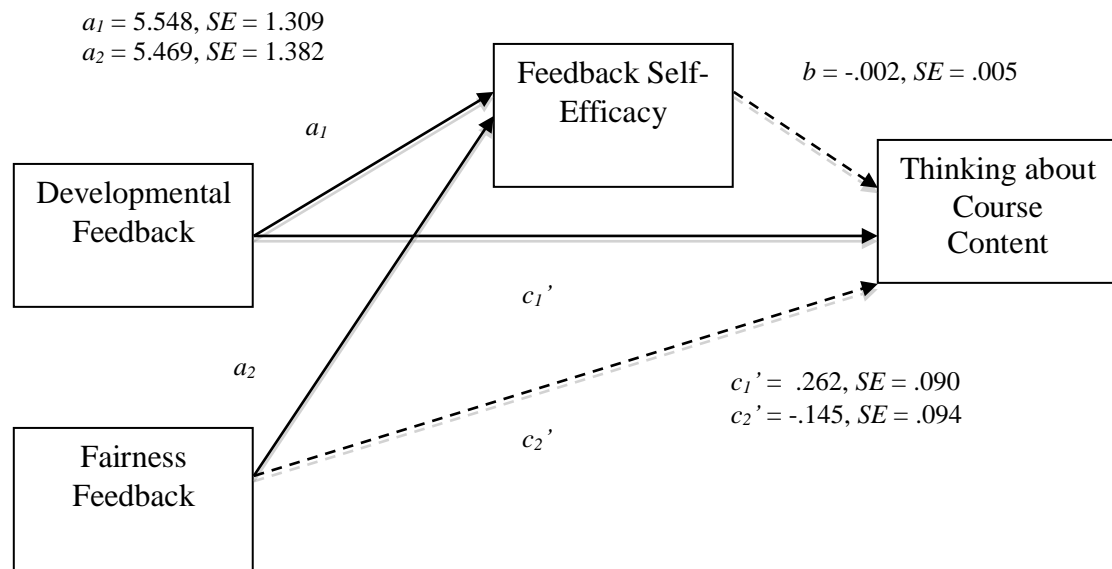 a1 = 5.548, SE = 1.309
a2 = 5.469, SE = 1.382
Feedback Self-
Efficacy
b = -.002, SE = .005
a1
Developmental
Feedback
Thinking about
Course
Content
c1’
a2
c1’ =  .262, SE = .090
c2’ = -.145, SE = .094
c2’
Fairness
Feedback